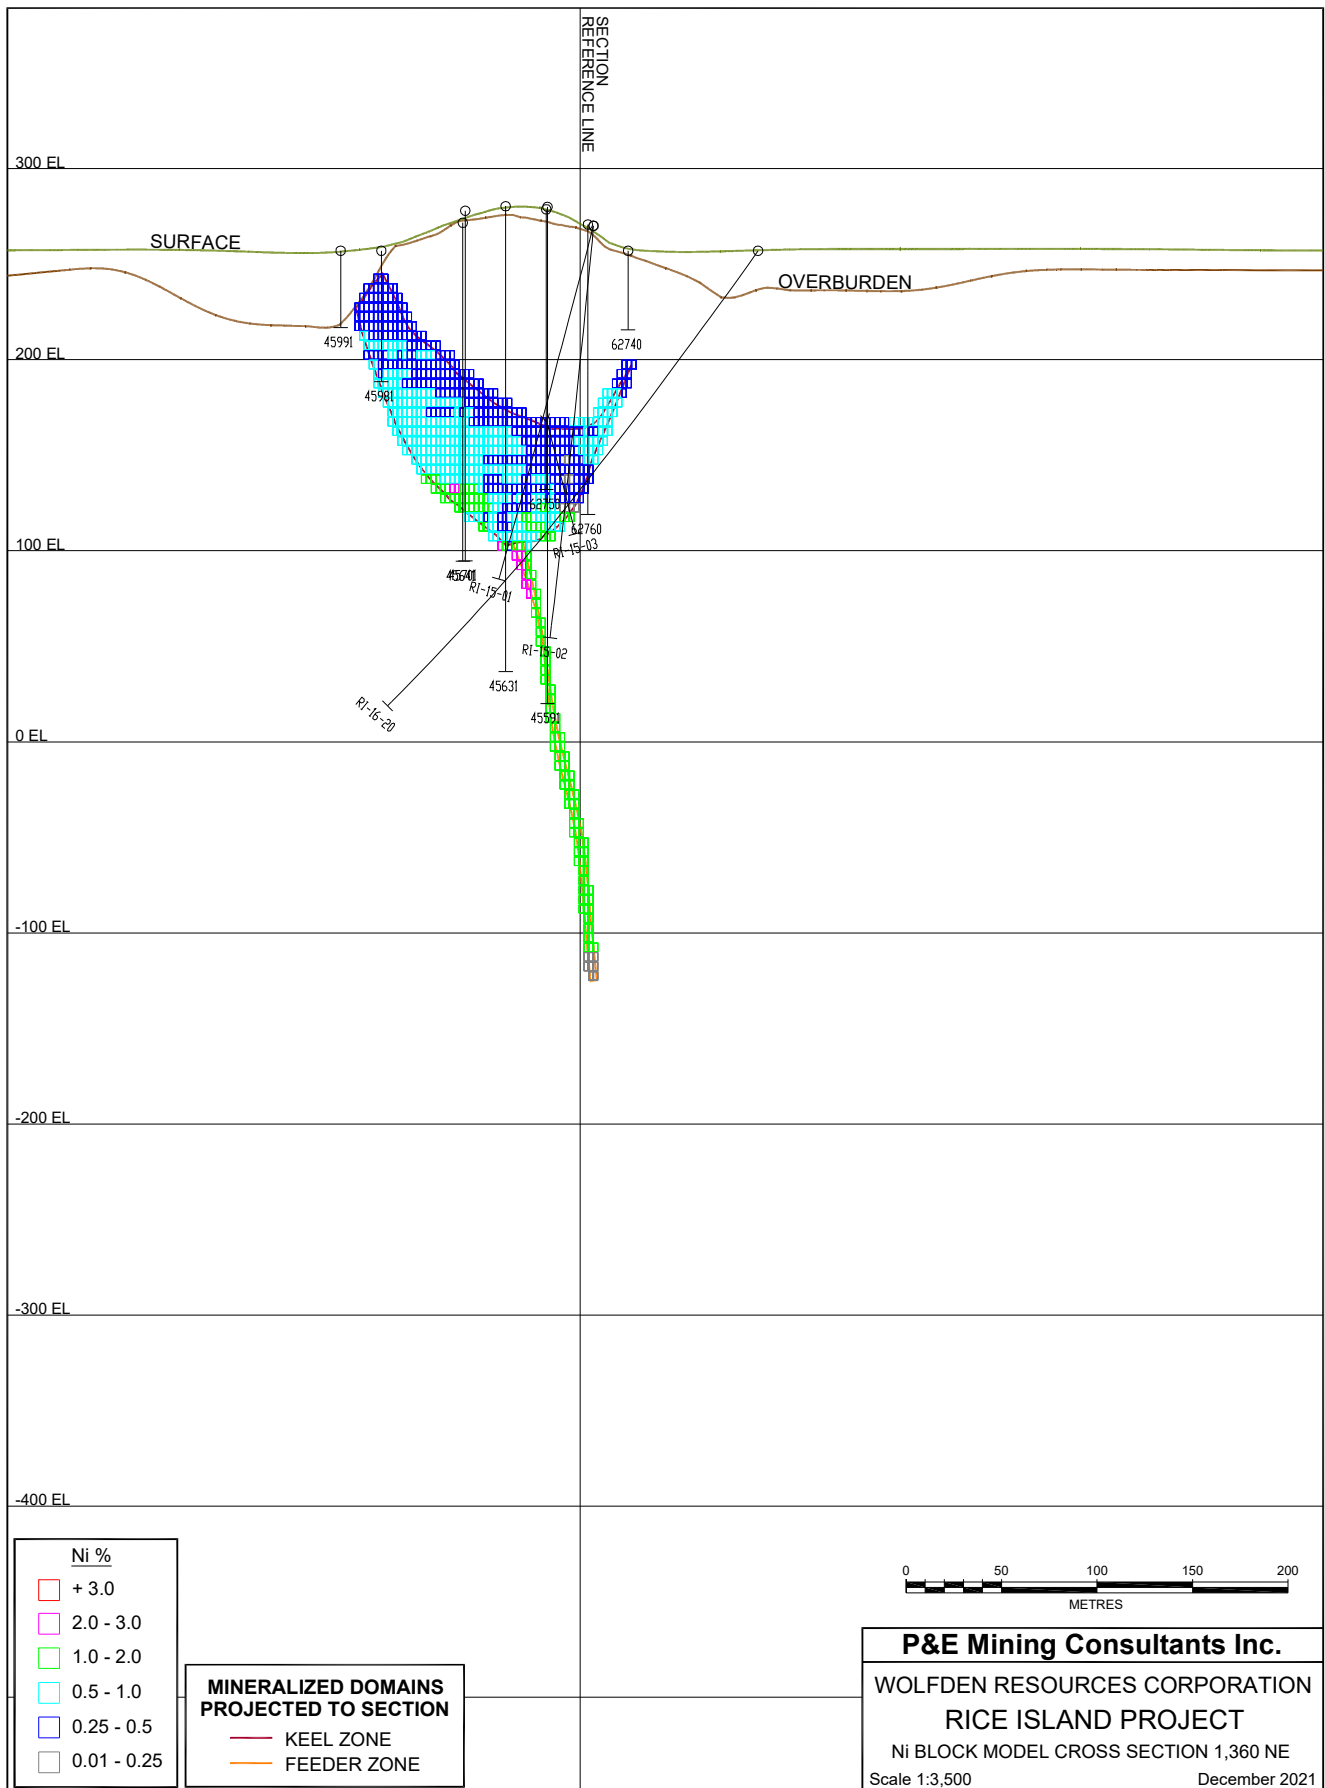 SECTION
REFERENCE LINE
300 EL
SURFACE
OVERBURDEN
45991
62740
200 EL
45981
62750
62760
RI-15-03
100 EL
45641
RI-15-01
RI-15-02
45631
RI-16-20
45591
0 EL
-100 EL
-200 EL
-300 EL
-400 EL
Ni %
+ 3.0
2.0 - 3.0
1.0 - 2.0
0.5 - 1.0
0.25 - 0.5
0.01 - 0.25
MINERALIZED DOMAINS
PROJECTED TO SECTION
KEEL ZONE
FEEDER ZONE
0 50 100 150 200
METRES
P&E Mining Consultants Inc.
WOLFDEN RESOURCES CORPORATION
RICE ISLAND PROJECT
Ni BLOCK MODEL CROSS SECTION 1,360 NE
Scale 1:3,500 December 2021